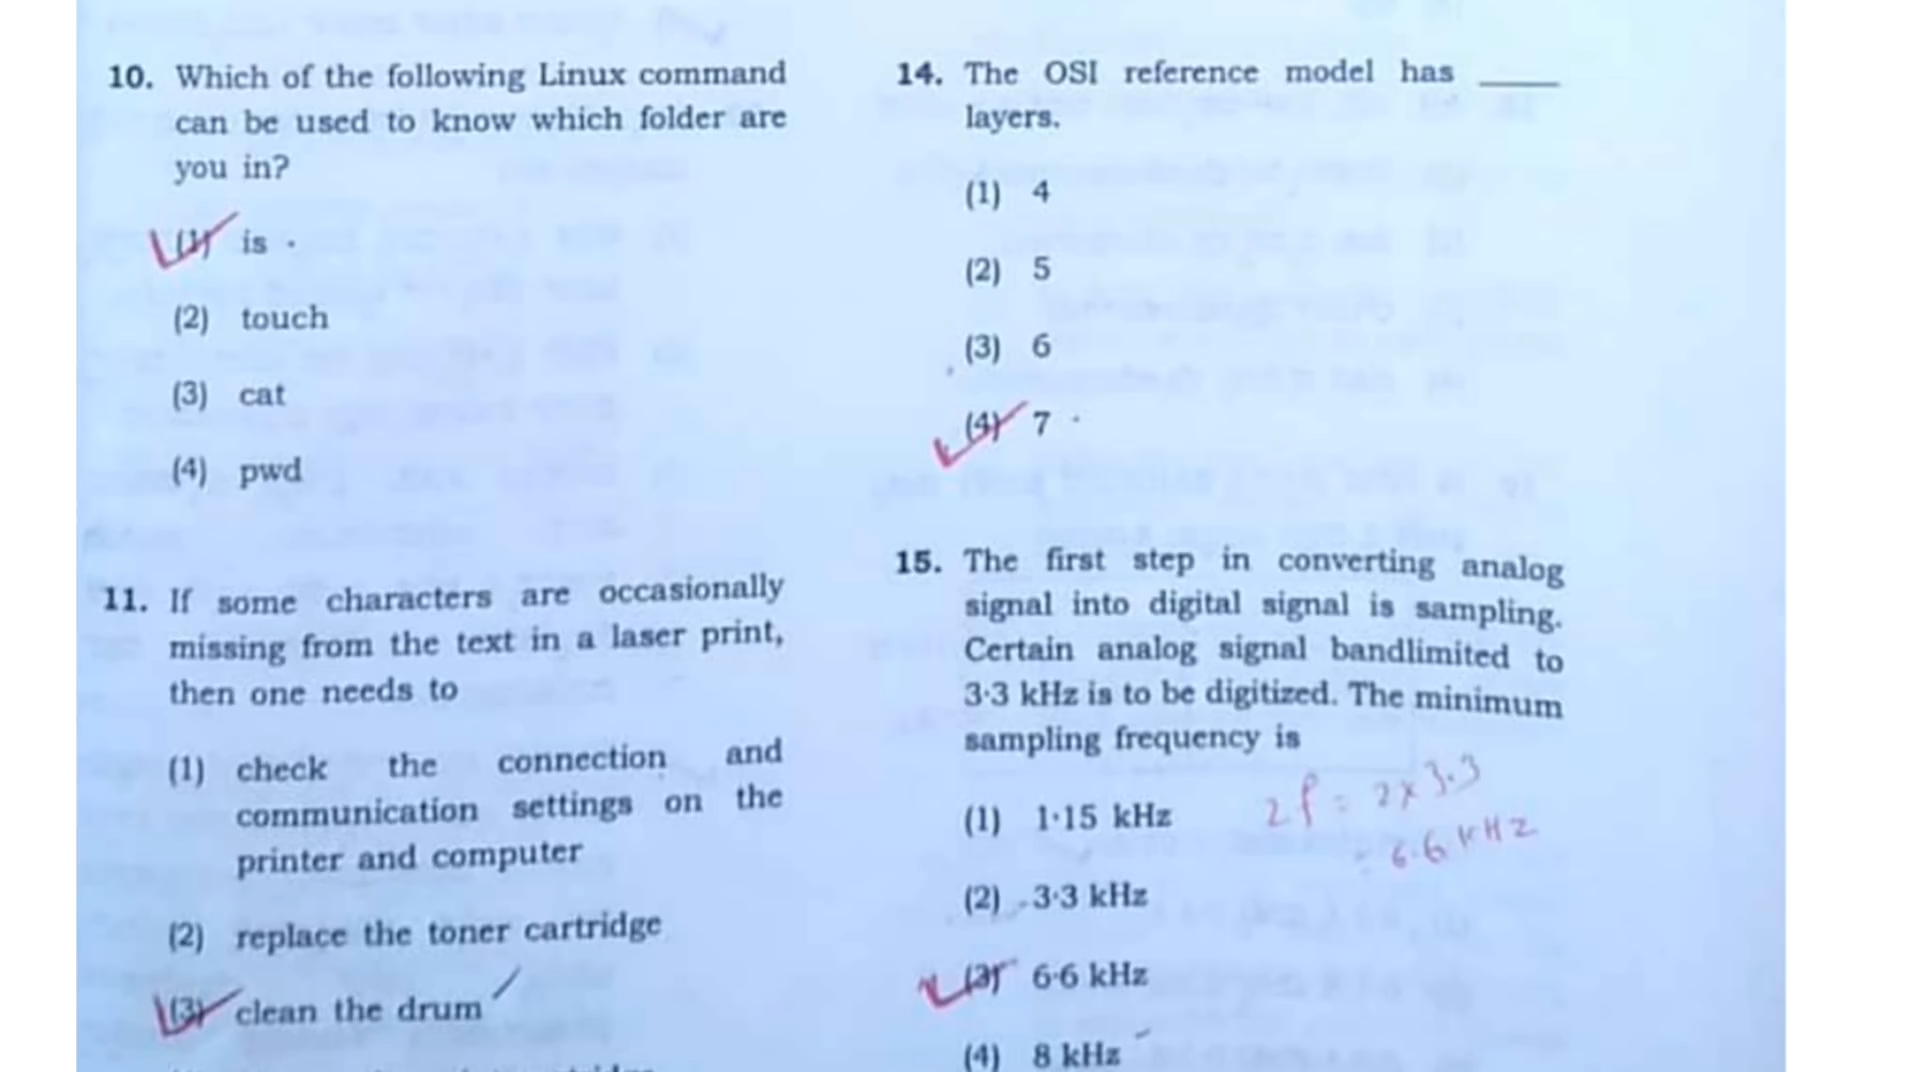 10. Which of the following Linux command
can be used to know which folder are
you in?
(1) is
(2) touch
(3) cat
(4) pwd
11. If some characters are occasionally
missing from the text in a laser print,
then one needs to
(1) check the connection and
communication settings on the
printer and computer
(2) replace the toner cartridge
(3) clean the drum
14. The OSI reference model has ____
layers.
(1) 4
(2) 5
(3) 6
(4) 7
15. The first step in converting analog
signal into digital signal is sampling.
Certain analog signal bandlimited to
3·3 kHz is to be digitized. The minimum
sampling frequency is
(1) 1·15 kHz
2f = 2x3.3
= 6.6 KHZ
(2) 3·3 kHz
(3) 6·6 kHz
(4) 8 kHz